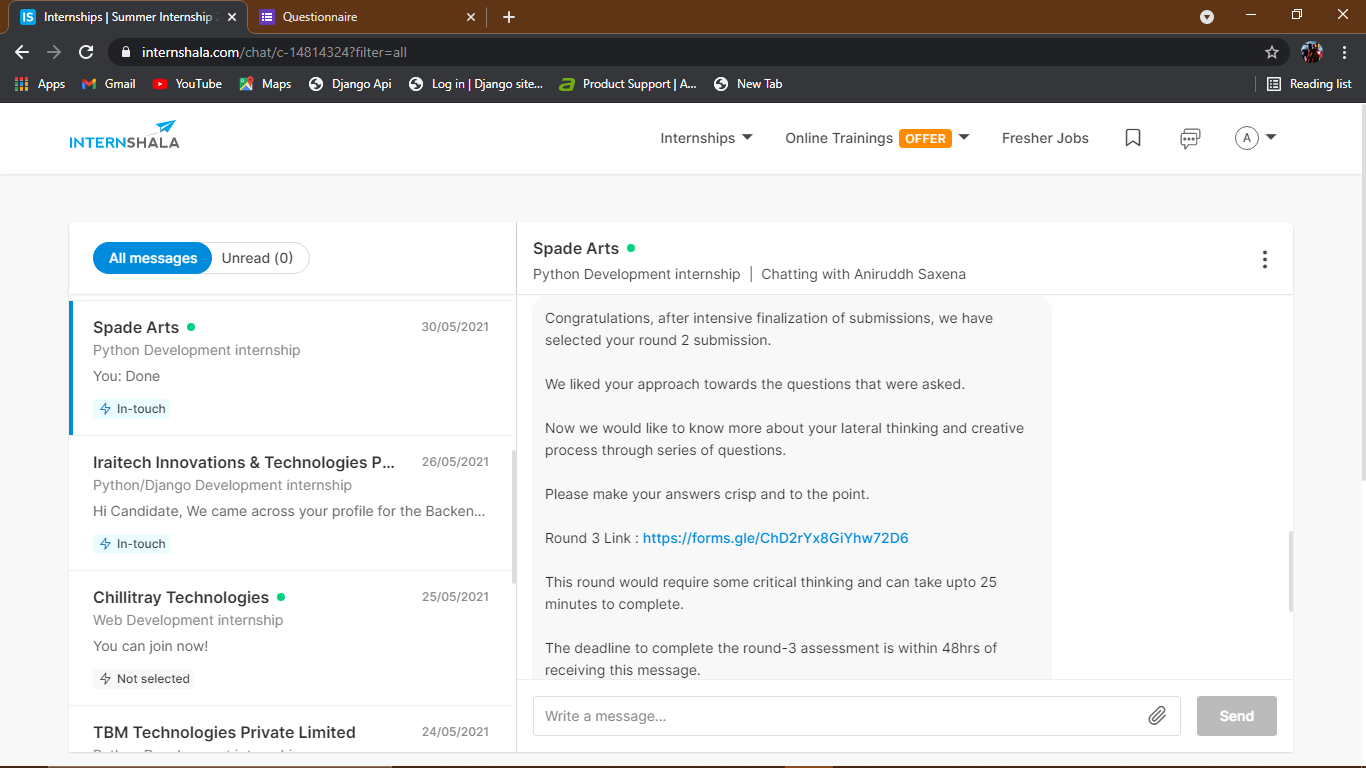 IS Internships | Summer Internship 2
Questionnaire
internshala.com/chat/c-14814324?filter=all
Apps Gmail YouTube Maps Django Api Log in | Django site... Product Support | A... New Tab Reading list
INTERNSHALA
Internships Online Trainings OFFER Fresher Jobs A
All messages Unread (0)
Spade Arts 30/05/2021
Python Development internship
You: Done
In-touch
Iraitech Innovations & Technologies P... 26/05/2021
Python/Django Development internship
Hi Candidate, We came across your profile for the Backen...
In-touch
Chillitray Technologies 25/05/2021
Web Development internship
You can join now!
Not selected
TBM Technologies Private Limited 24/05/2021
Spade Arts
Python Development internship | Chatting with Aniruddh Saxena
Congratulations, after intensive finalization of submissions, we have
selected your round 2 submission.
We liked your approach towards the questions that were asked.
Now we would like to know more about your lateral thinking and creative
process through series of questions.
Please make your answers crisp and to the point.
Round 3 Link : https://forms.gle/ChD2rYx8GiYhw72D6
This round would require some critical thinking and can take upto 25
minutes to complete.
The deadline to complete the round-3 assessment is within 48hrs of
receiving this message.
Write a message...
Send